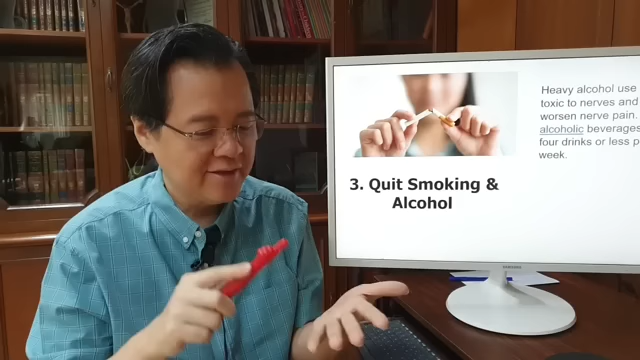 Heavy alcohol use
toxic to nerves and
worsen nerve pain.
alcoholic beverages
four drinks or less p
week.
3. Quit Smoking &
Alcohol
SAMSUNG